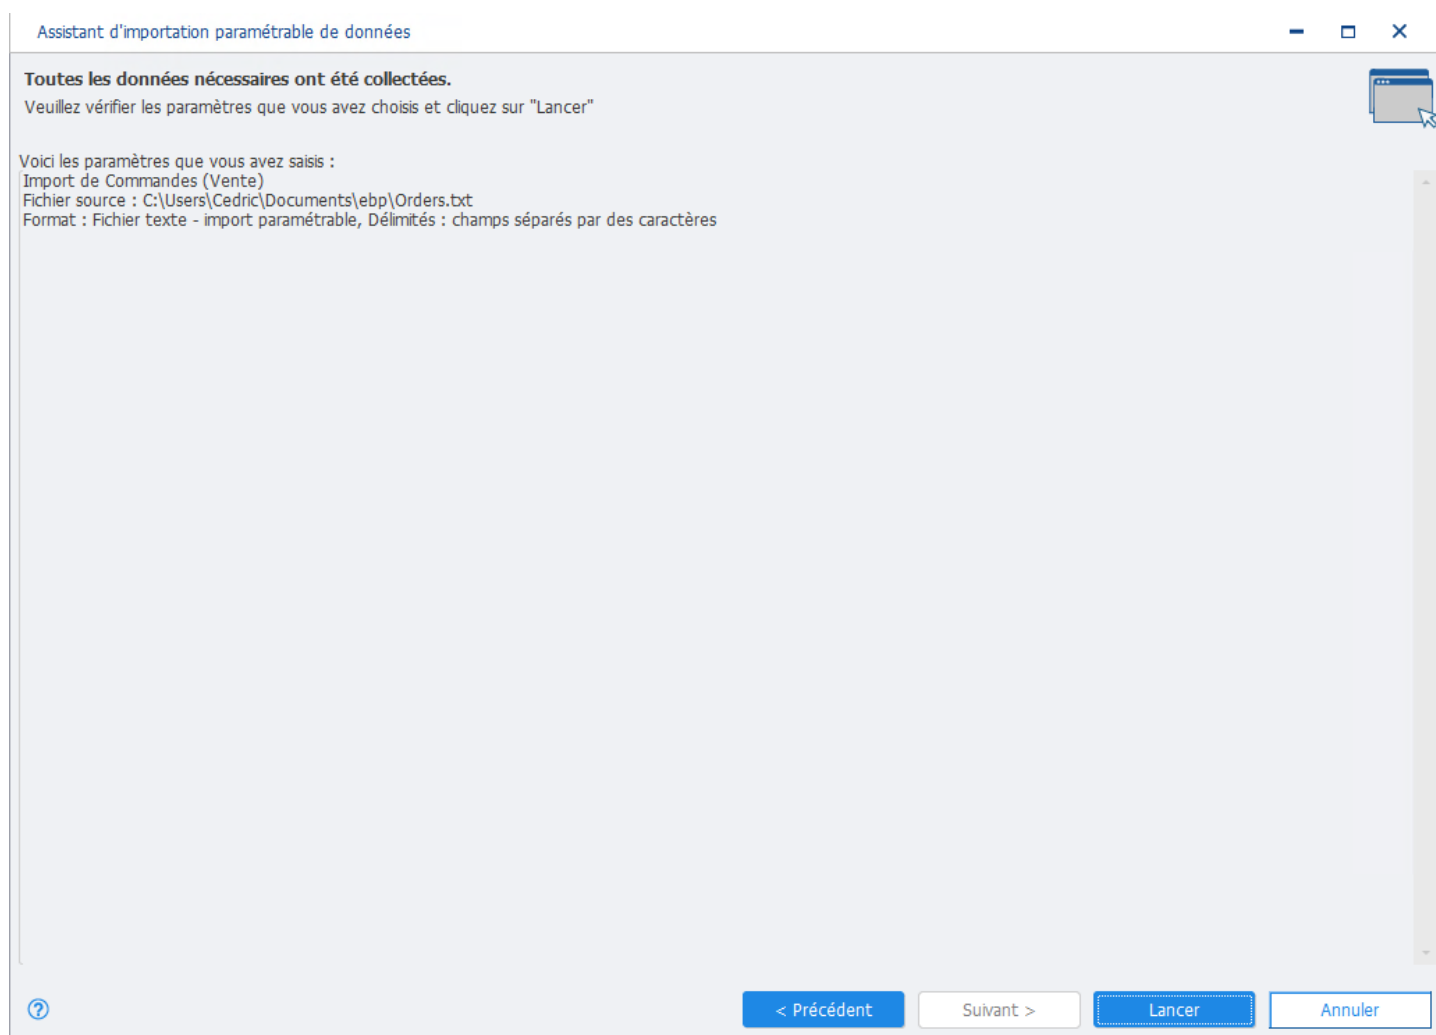 Assistant d'importation paramétrable de données
Toutes les données nécessaires ont été collectées.
Veuillez vérifier les paramètres que vous avez choisis et cliquez sur "Lancer"
Voici les paramètres que vous avez saisis :
Import de Commandes (Vente)
Fichier source : C:\Users\Cedric\Documents\ebp\Orders.txt
Format : Fichier texte - import paramétrable, Délimités : champs séparés par des caractères
?
< Précédent
Suivant >
Lancer
Annuler